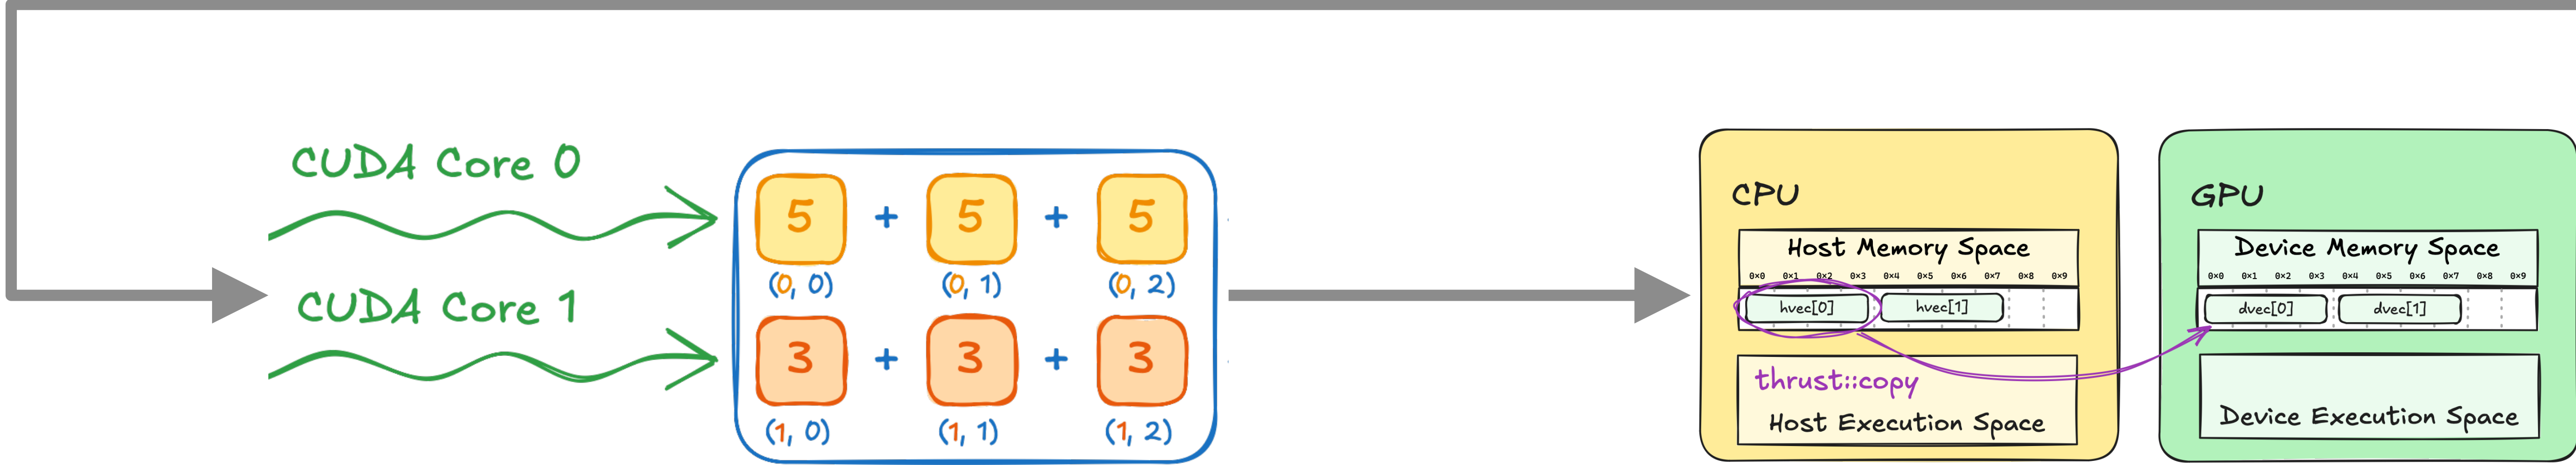 CUDA Core 0
CUDA Core 1
5 + 5 + 5
(0, 0) (0, 1) (0, 2)
3 + 3 + 3
(1, 0) (1, 1) (1, 2)
CPU
Host Memory Space
0x0 0x1 0x2 0x3 0x4 0x5 0x6 0x7 0x8 0x9
hvec[0] hvec[1]
thrust::copy
Host Execution Space
GPU
Device Memory Space
0x0 0x1 0x2 0x3 0x4 0x5 0x6 0x7 0x8 0x9
dvec[0] dvec[1]
Device Execution Space